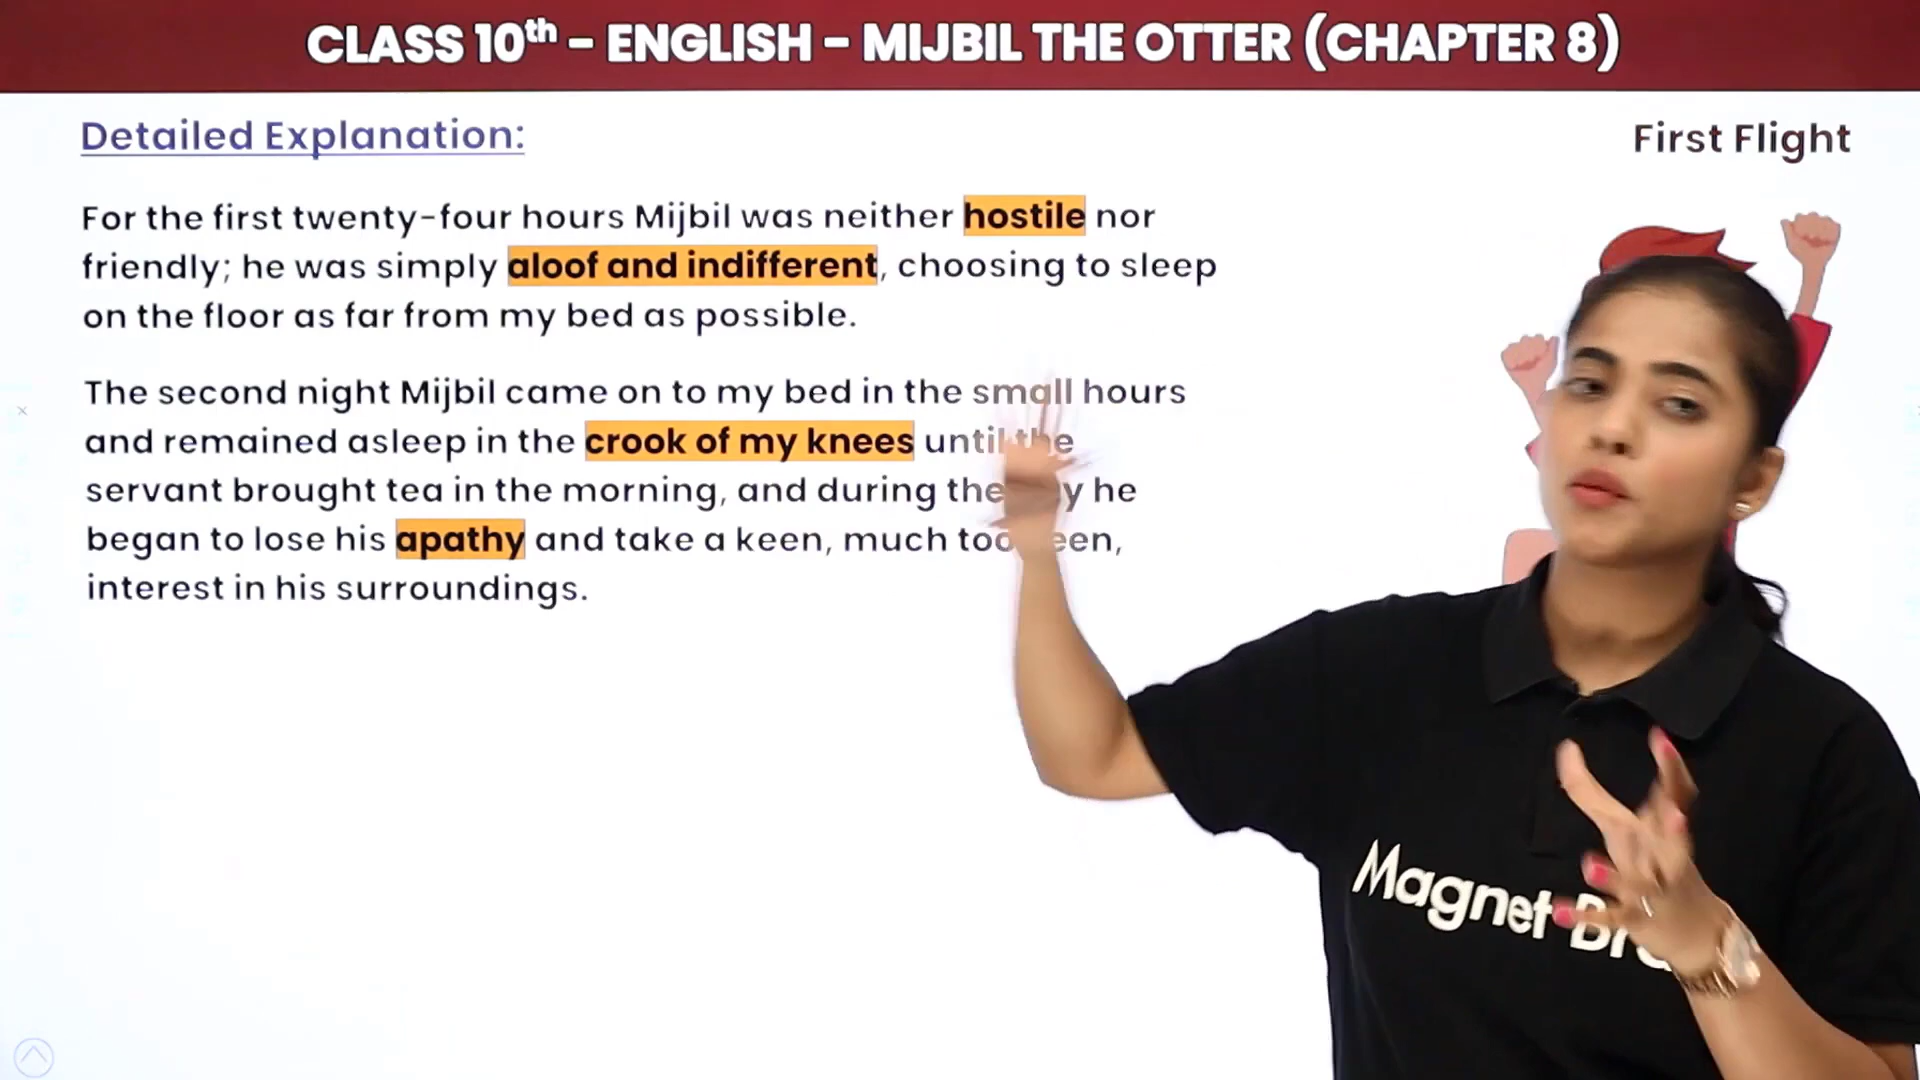 CLASS 10th – ENGLISH – MIJBIL THE OTTER (CHAPTER 8)
Detailed Explanation:
First Flight
For the first twenty-four hours Mijbil was neither hostile nor
friendly; he was simply aloof and indifferent, choosing to sleep
on the floor as far from my bed as possible.
The second night Mijbil came on to my bed in the small hours
and remained asleep in the crook of my knees until the
servant brought tea in the morning, and during the he
began to lose his apathy and take a keen, much too
interest in his surroundings.
Magnet